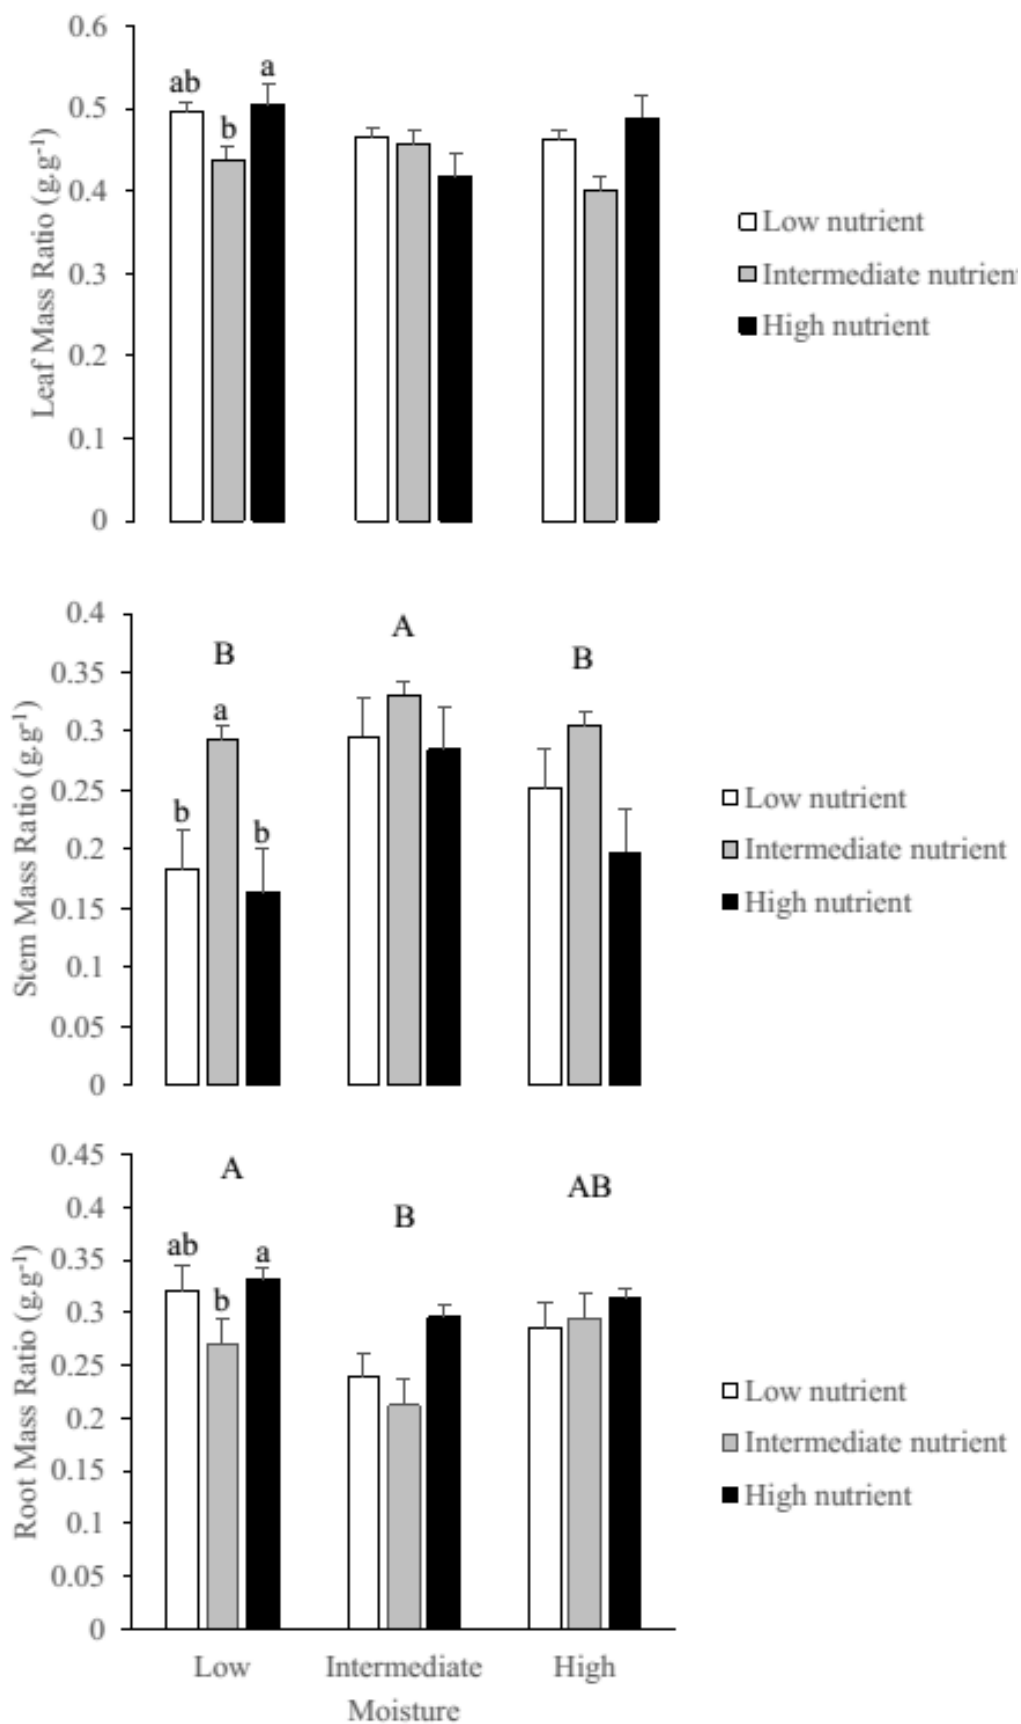 0.6
0.5
0.4
0.3
0.2
0.1
0
Leaf Mass Ratio (g.g-1)
ab
b
a
Low nutrient
Intermediate nutrient
High nutrient
0.4
0.35
0.3
0.25
0.2
0.15
0.1
0.05
0
Stem Mass Ratio (g.g-1)
B
A
B
b
a
b
Low nutrient
Intermediate nutrient
High nutrient
0.45
0.4
0.35
0.3
0.25
0.2
0.15
0.1
0.05
0
Root Mass Ratio (g.g-1)
A
B
AB
ab
b
a
Low nutrient
Intermediate nutrient
High nutrient
Low Intermediate High
Moisture